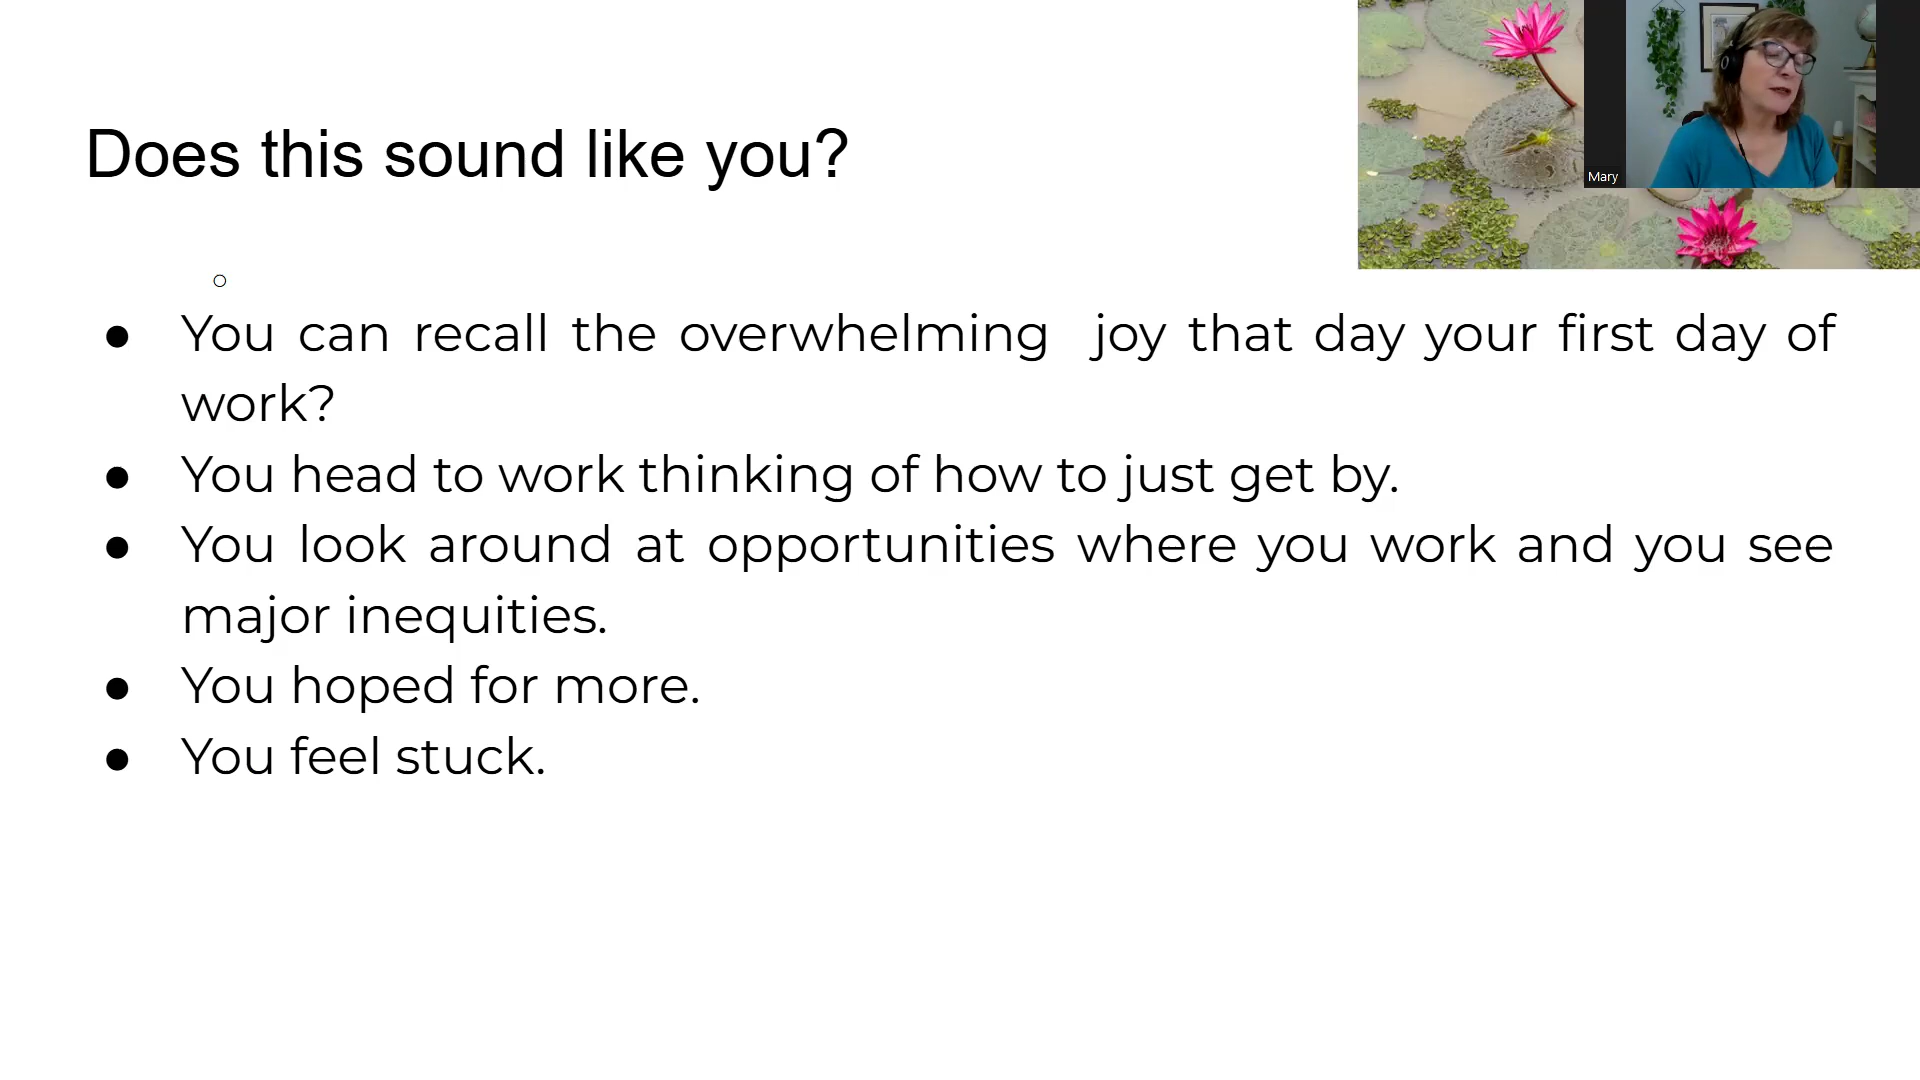 Mary
Does this sound like you?
You can recall the overwhelming  joy that day your first day of
work?
You head to work thinking of how to just get by.
You look around at opportunities where you work and you see
major inequities.
You hoped for more.
You feel stuck.